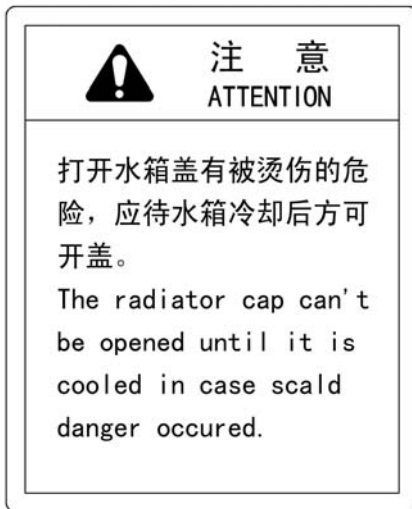 注 意
ATTENTION
打开水箱盖有被烫伤的危
险，应待水箱冷却后方可
开盖。
The radiator cap can't
be opened until it is
cooled in case scald
danger occured.